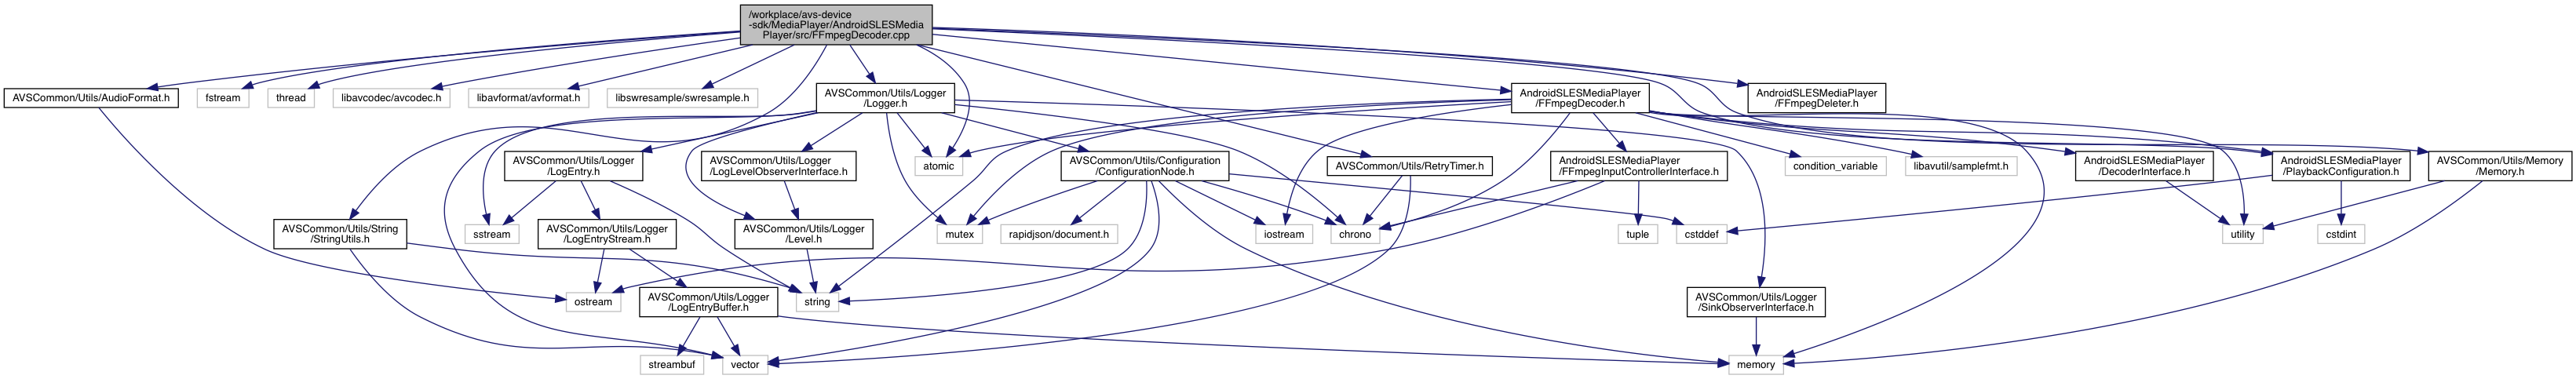 /workplace/avs-device
-sdk/MediaPlayer/AndroidSLESMedia
Player/src/FFmpegDecoder.cpp
AVSCommon/Utils/AudioFormat.h
fstream
thread
libavcodec/avcodec.h
libavformat/avformat.h
libswresample/swresample.h
AVSCommon/Utils/Logger
/Logger.h
AndroidSLESMediaPlayer
/FFmpegDecoder.h
AndroidSLESMediaPlayer
/FFmpegDeleter.h
AVSCommon/Utils/Logger
/LogEntry.h
AVSCommon/Utils/Logger
/LogLevelObserverInterface.h
atomic
AVSCommon/Utils/Configuration
/ConfigurationNode.h
AVSCommon/Utils/RetryTimer.h
AndroidSLESMediaPlayer
/FFmpegInputControllerInterface.h
condition_variable
libavutil/samplefmt.h
AndroidSLESMediaPlayer
/DecoderInterface.h
AndroidSLESMediaPlayer
/PlaybackConfiguration.h
AVSCommon/Utils/Memory
/Memory.h
AVSCommon/Utils/String
/StringUtils.h
sstream
AVSCommon/Utils/Logger
/LogEntryStream.h
AVSCommon/Utils/Logger
/Level.h
mutex
rapidjson/document.h
iostream
chrono
tuple
cstddef
utility
cstdint
ostream
AVSCommon/Utils/Logger
/LogEntryBuffer.h
string
AVSCommon/Utils/Logger
/SinkObserverInterface.h
streambuf
vector
memory